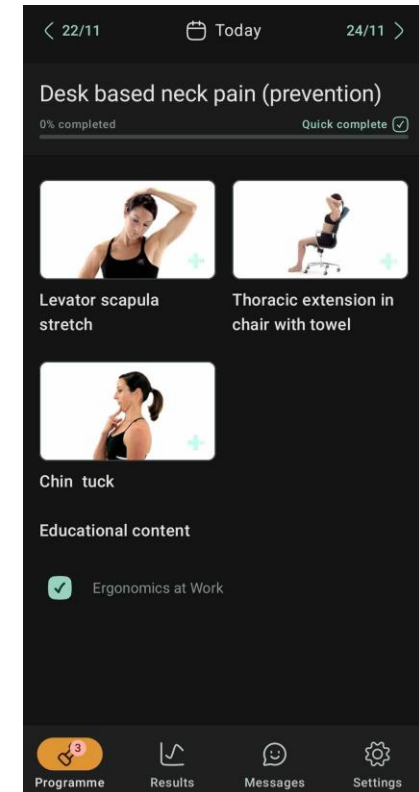 22/11
Today
24/11
Desk based neck pain (prevention)
0% completed
Quick complete
Levator scapula
stretch
Thoracic extension in
chair with towel
Chin tuck
Educational content
Ergonomics at Work
3
Programme
Results
Messages
Settings